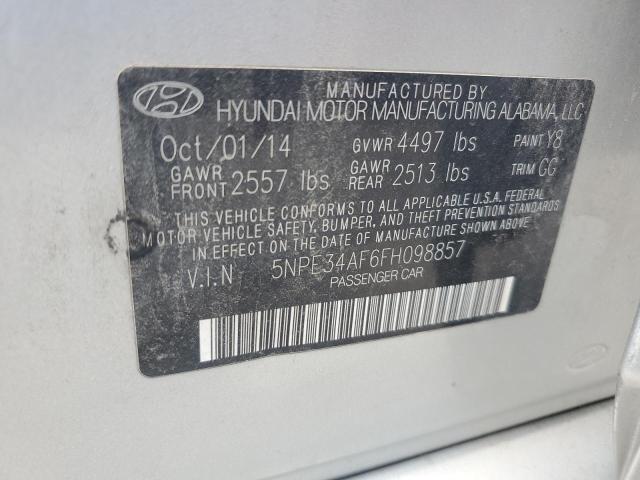 MANUFACTURED BY
HYUNDAI MOTOR MANUFACTURING ALABAMA, LLC
Oct/01/14 GVWR 4497 lbs PAINT Y8
GAWR FRONT 2557 lbs GAWR REAR 2513 lbs TRIM GG
THIS VEHICLE CONFORMS TO ALL APPLICABLE U.S.A. FEDERAL
MOTOR VEHICLE SAFETY, BUMPER, AND THEFT PREVENTION STANDARDS
IN EFFECT ON THE DATE OF MANUFACTURE SHOWN ABOVE.
V.I.N 5NPE34AF6FH098857
PASSENGER CAR